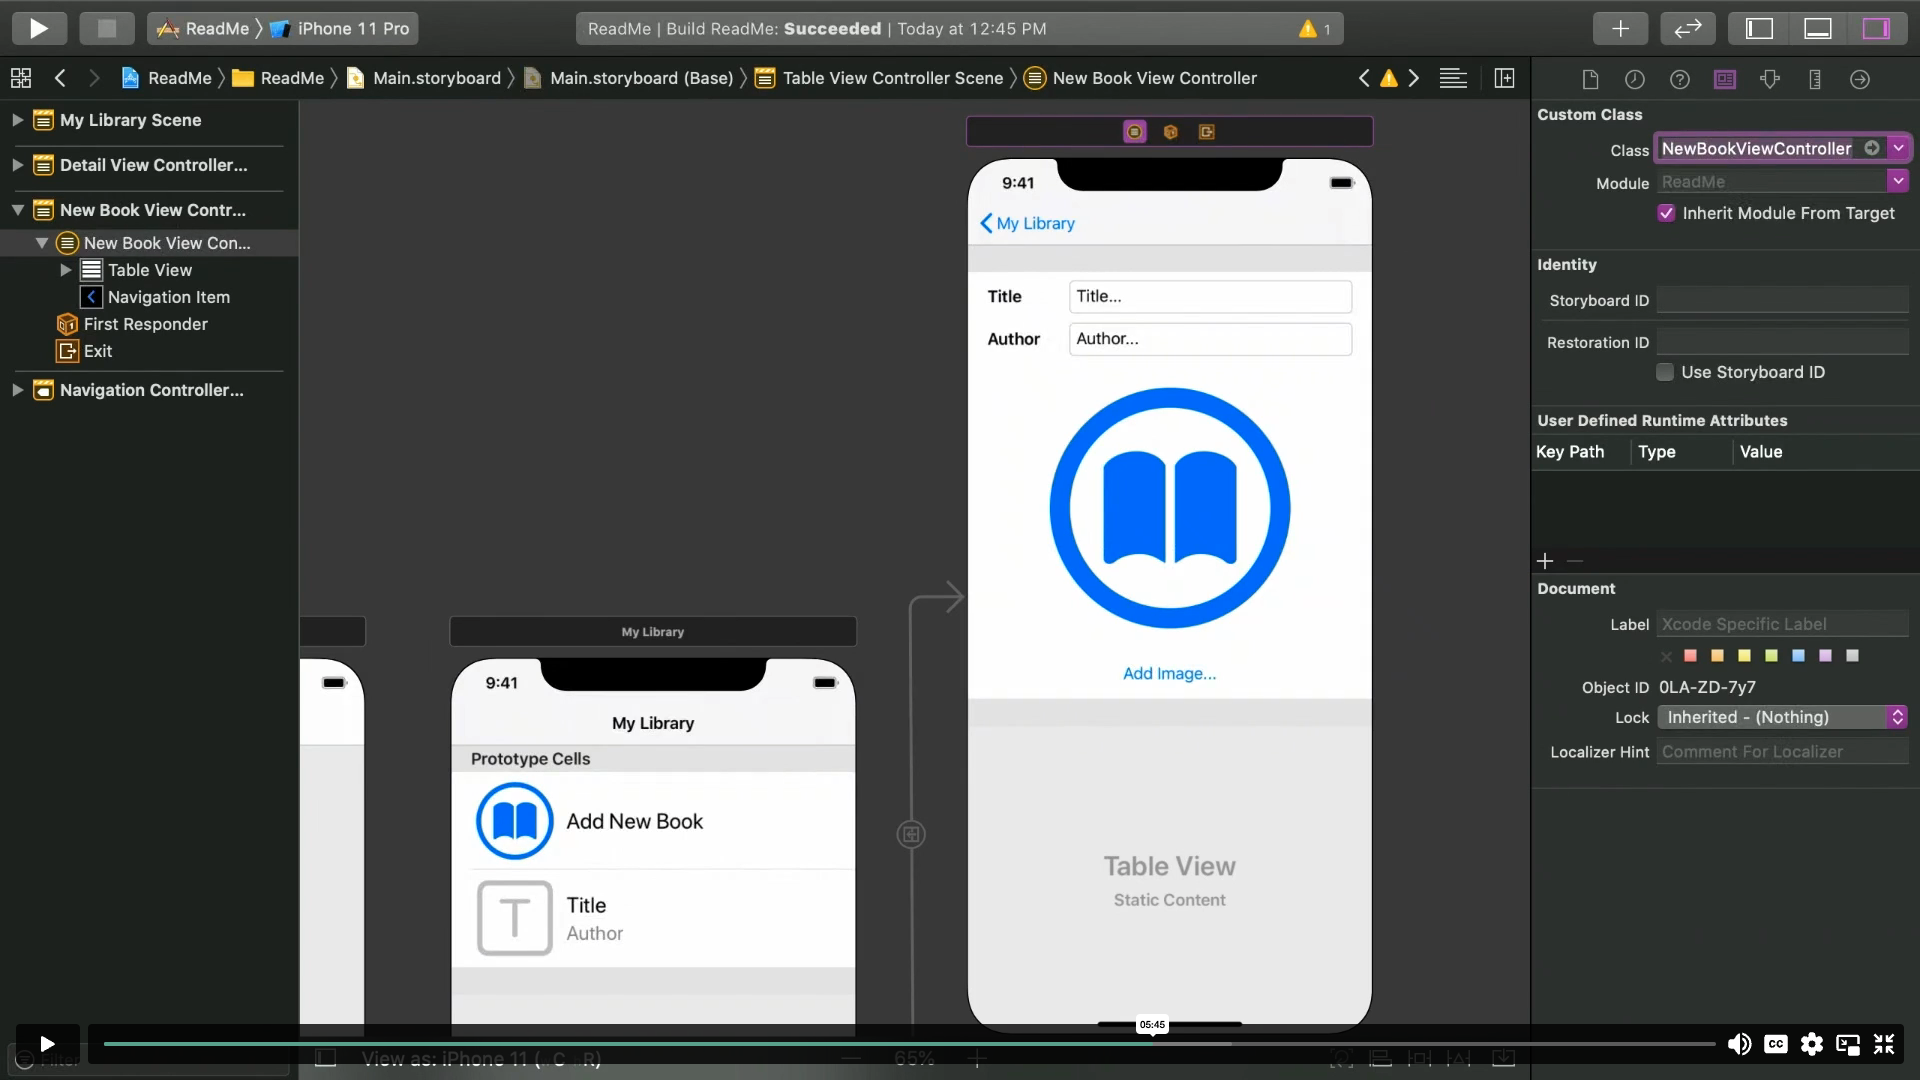 ReadMe iPhone 11 Pro
ReadMe | Build ReadMe: Succeeded | Today at 12:45 PM
1
ReadMe ReadMe Main.storyboard Main.storyboard (Base) Table View Controller Scene New Book View Controller
My Library Scene
Detail View Controller...
New Book View Contr...
New Book View Con...
Table View
Navigation Item
First Responder
Exit
Navigation Controller...
9:41
My Library
Title Title...
Author Author...
Add Image...
Table View
Static Content
My Library
9:41
My Library
Prototype Cells
Add New Book
T
Title
Author
Custom Class
Class NewBookViewController
Module ReadMe
Inherit Module From Target
Identity
Storyboard ID
Restoration ID
Use Storyboard ID
User Defined Runtime Attributes
Key Path Type Value
Document
Label Xcode Specific Label
Object ID 0LA-ZD-7y7
Lock Inherited - (Nothing)
Localizer Hint Comment For Localizer
05:45
CC
Filter
View as: iPhone 11 ( C R)
65%